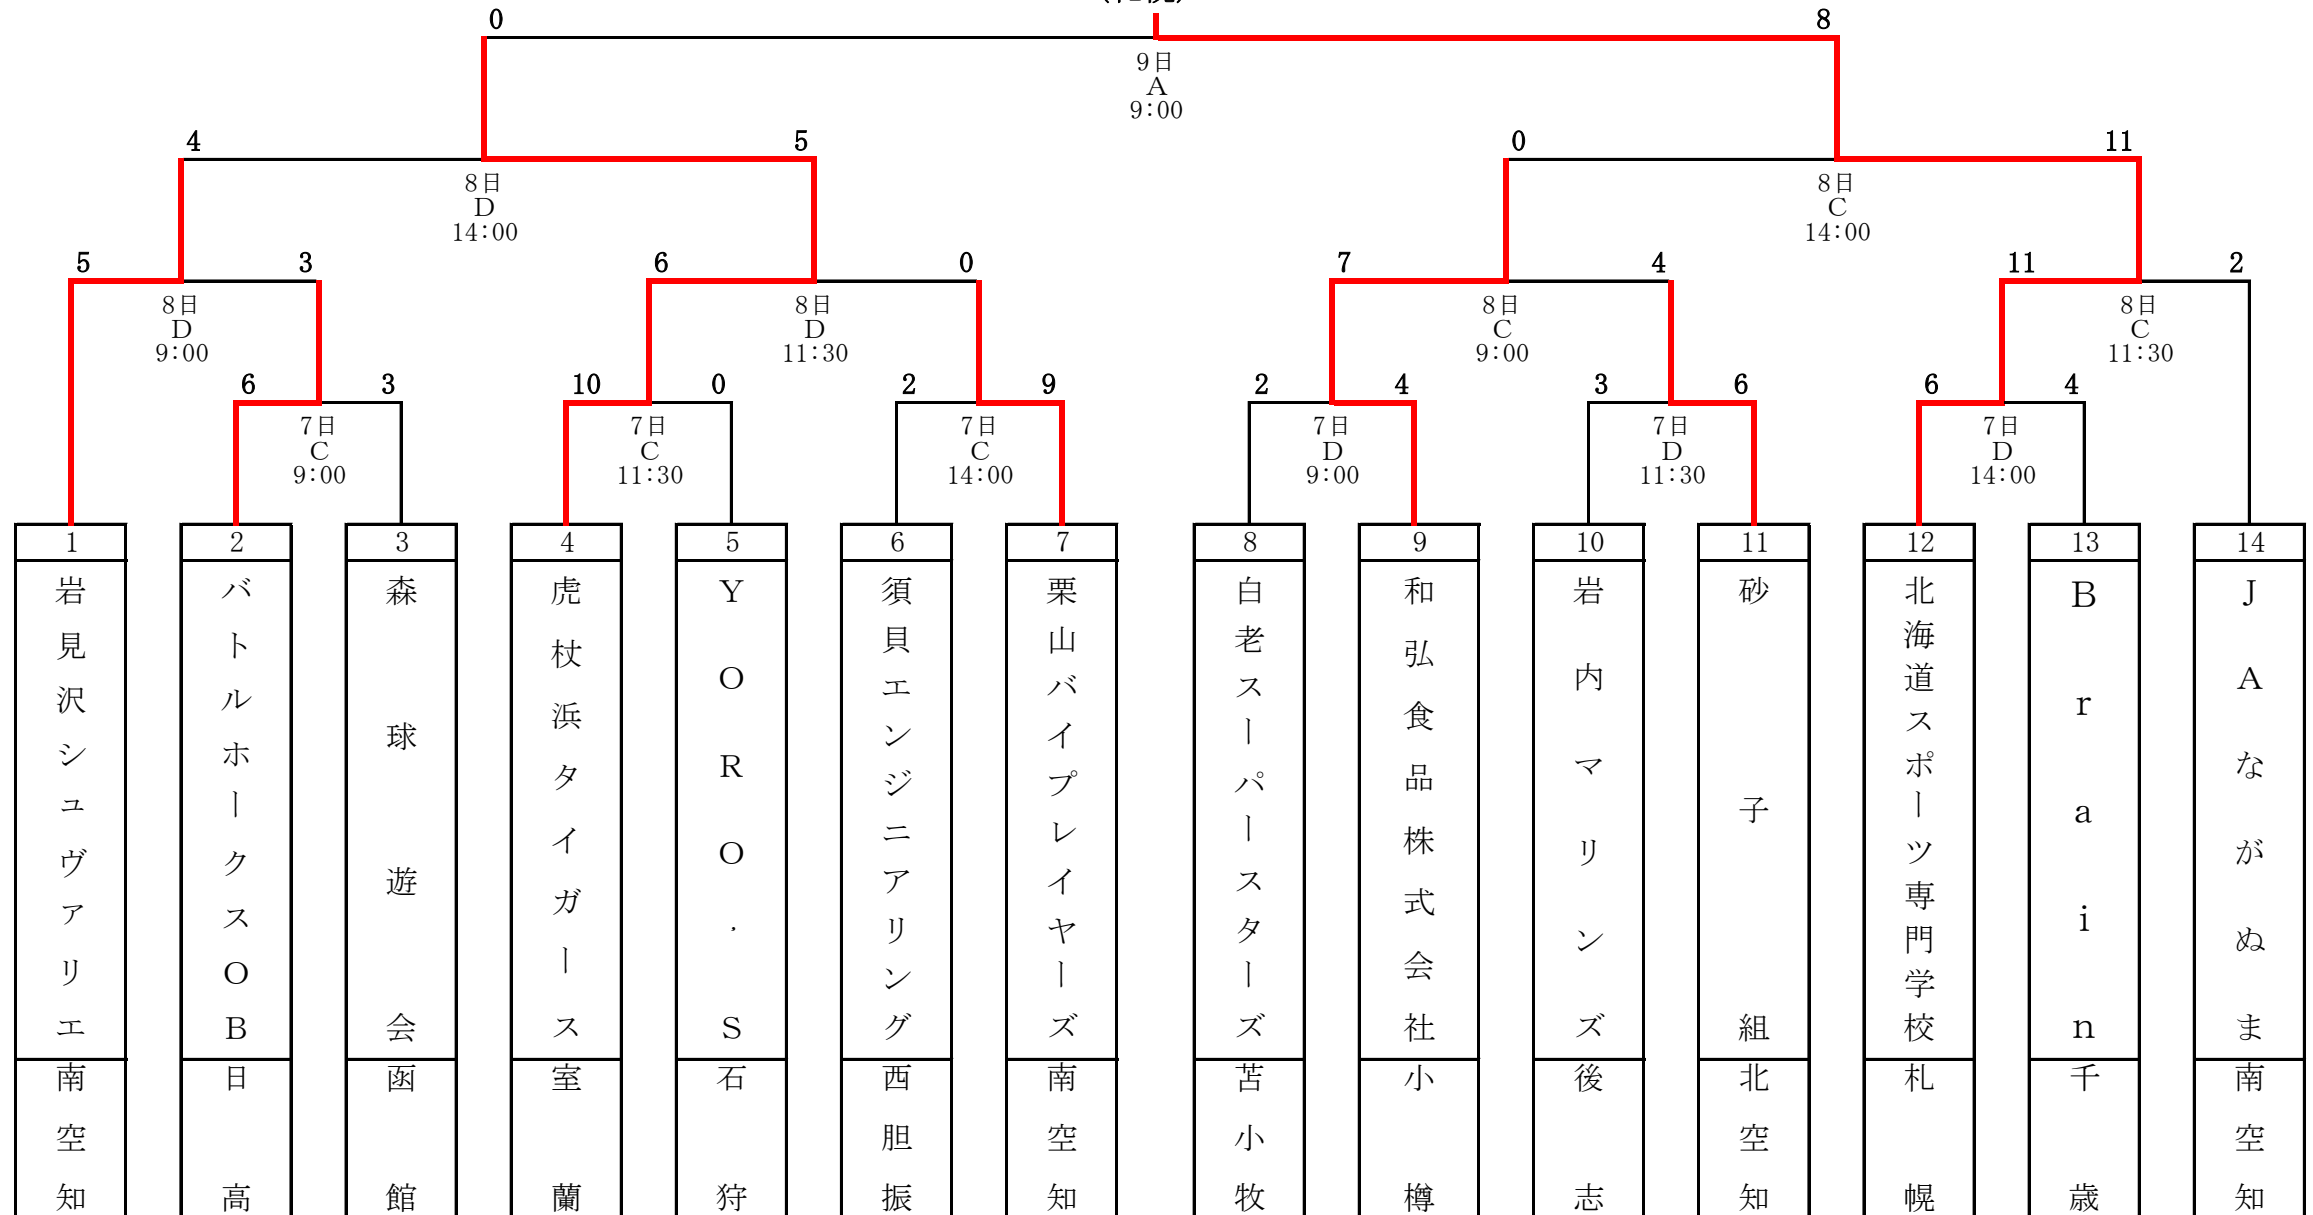 0
8
9日
A
9:00
4
5
0
11
8日
D
14:00
8日
C
14:00
5
3
6
0
7
4
11
2
8日
D
9:00
8日
D
11:30
8日
C
9:00
8日
C
11:30
6
3
10
0
2
9
2
4
3
6
6
4
7日
C
9:00
7日
C
11:30
7日
C
14:00
7日
D
9:00
7日
D
11:30
7日
D
14:00
1
岩見沢シュヴァリエ
南空知
2
バトルホークスOB
日高
3
森球遊会
函館
4
虎杖浜タイガース
室蘭
5
YORO’S
石狩
6
須貝エンジニアリング
西胆振
7
栗山バイプレイヤーズ
南空知
8
白老スーパースターズ
苫小牧
9
和弘食品株式会社
小樽
10
岩内マリンズ
後志
11
砂子組
北空知
12
北海道スポーツ専門学校
札幌
13
Brain
千歳
14
JAながぬま
南空知